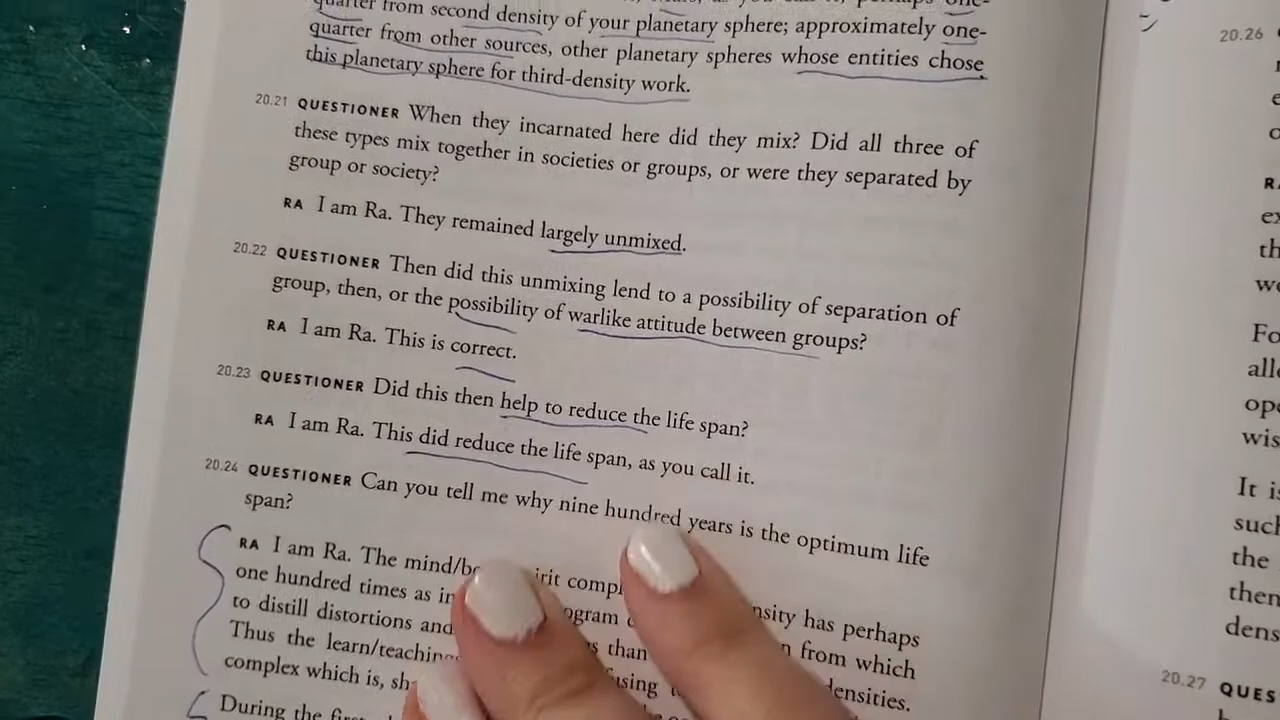 quarter from second density of your planetary sphere; approximately one-
quarter from other sources, other planetary spheres whose entities chose
this planetary sphere for third-density work.
20.21 QUESTIONER When they incarnated here did they mix? Did all three of
these types mix together in societies or groups, or were they separated by
group or society?
RA I am Ra. They remained largely unmixed.
20.22 QUESTIONER Then did this unmixing lend to a possibility of separation of
group, then, or the possibility of warlike attitude between groups?
RA I am Ra. This is correct.
20.23 QUESTIONER Did this then help to reduce the life span?
RA I am Ra. This did reduce the life span, as you call it.
20.24 QUESTIONER Can you tell me why nine hundred years is the optimum life
span?
RA I am Ra. The has perhaps
one hundred times as from which
to distill distortions and densities.
Thus the
complex which is,
During the
20.26
Fo
It is
the
then
20.27 QUES